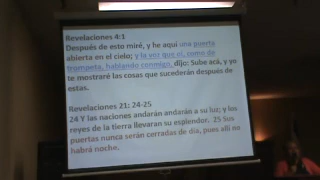 Revelaciones 4:1
Después de esto miré, y he aquí una puerta
abierta en el cielo; y la voz que oí, como de
trompeta, hablando conmigo, dijo: Sube acá, y yo
te mostraré las cosas que sucederán después de
estas.
Revelaciones 21: 24-25
24 Y las naciones andarán andarán a su luz; y los
reyes de la tierra llevaran su esplendor. 25 Sus
puertas nunca serán cerradas de día, pues allí no
habrá noche.